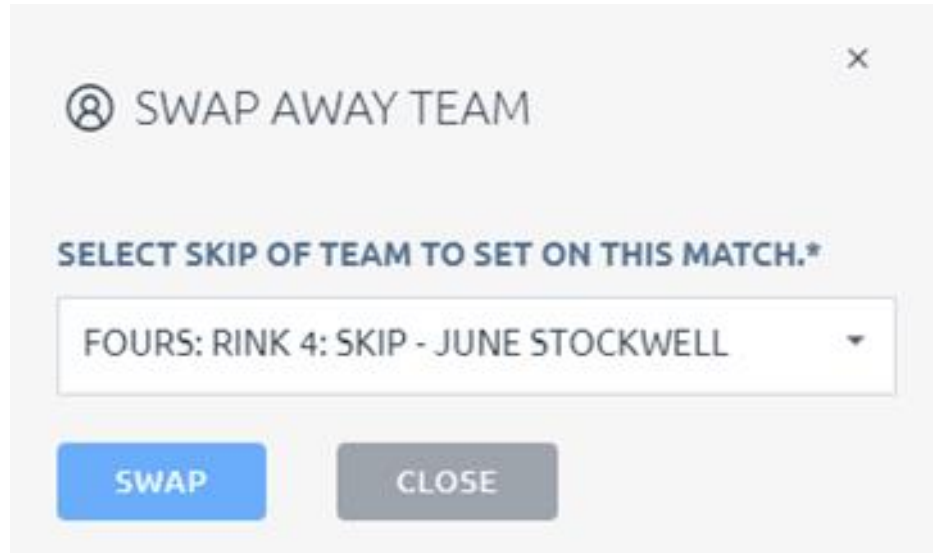 ×
SWAP AWAY TEAM
SELECT SKIP OF TEAM TO SET ON THIS MATCH.*
FOURS: RINK 4: SKIP - JUNE STOCKWELL
SWAP CLOSE